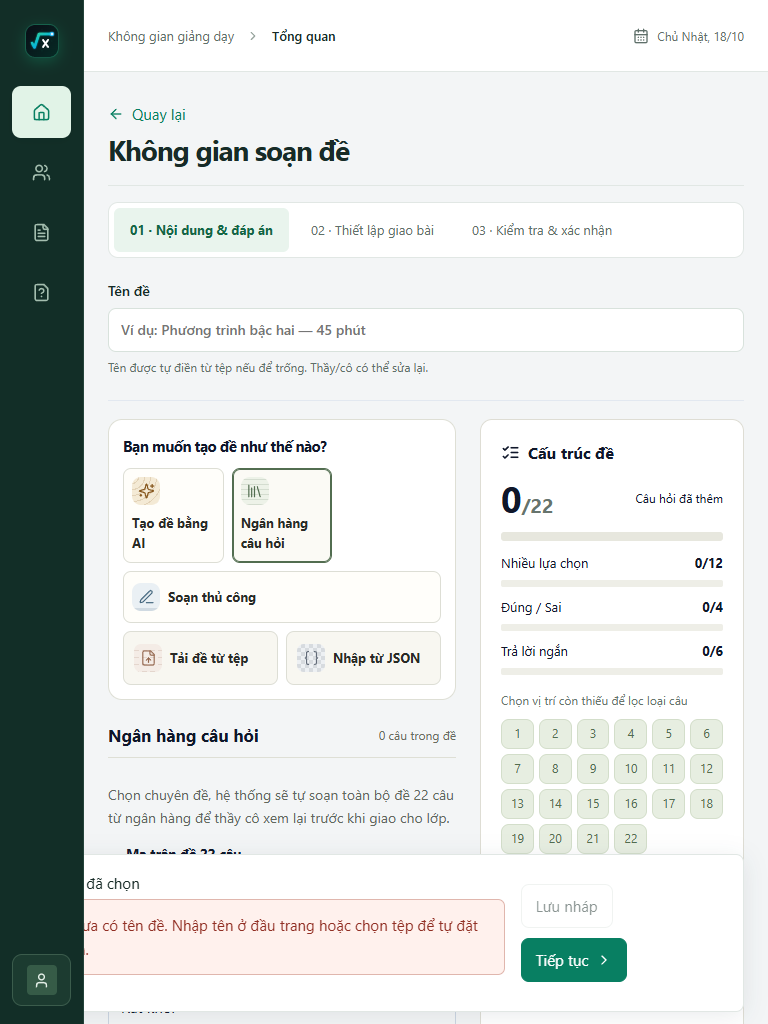 √x
Không gian giảng dạy > Tổng quan
Chủ Nhật, 18/10
Quay lại
Không gian soạn đề
01 · Nội dung & đáp án
02 · Thiết lập giao bài
03 · Kiểm tra & xác nhận
Tên đề
Ví dụ: Phương trình bậc hai — 45 phút
Tên được tự điền từ tệp nếu để trống. Thầy/cô có thể sửa lại.
Bạn muốn tạo đề như thế nào?
Tạo đề bằng
AI
Ngân hàng
câu hỏi
Soạn thủ công
Tải đề từ tệp
Nhập từ JSON
Ngân hàng câu hỏi
0 câu trong đề
Chọn chuyên đề, hệ thống sẽ tự soạn toàn bộ đề 22 câu
từ ngân hàng để thầy cô xem lại trước khi giao cho lớp.
Ma trận đề 22 câu
Cấu trúc đề
0/22
Câu hỏi đã thêm
Nhiều lựa chọn 0/12
Đúng / Sai 0/4
Trả lời ngắn 0/6
Chọn vị trí còn thiếu để lọc loại câu
1 2 3 4 5 6
7 8 9 10 11 12
13 14 15 16 17 18
19 20 21 22
đã chọn
có tên đề. Nhập tên ở đầu trang hoặc chọn tệp để tự đặt
Lưu nháp
Tiếp tục